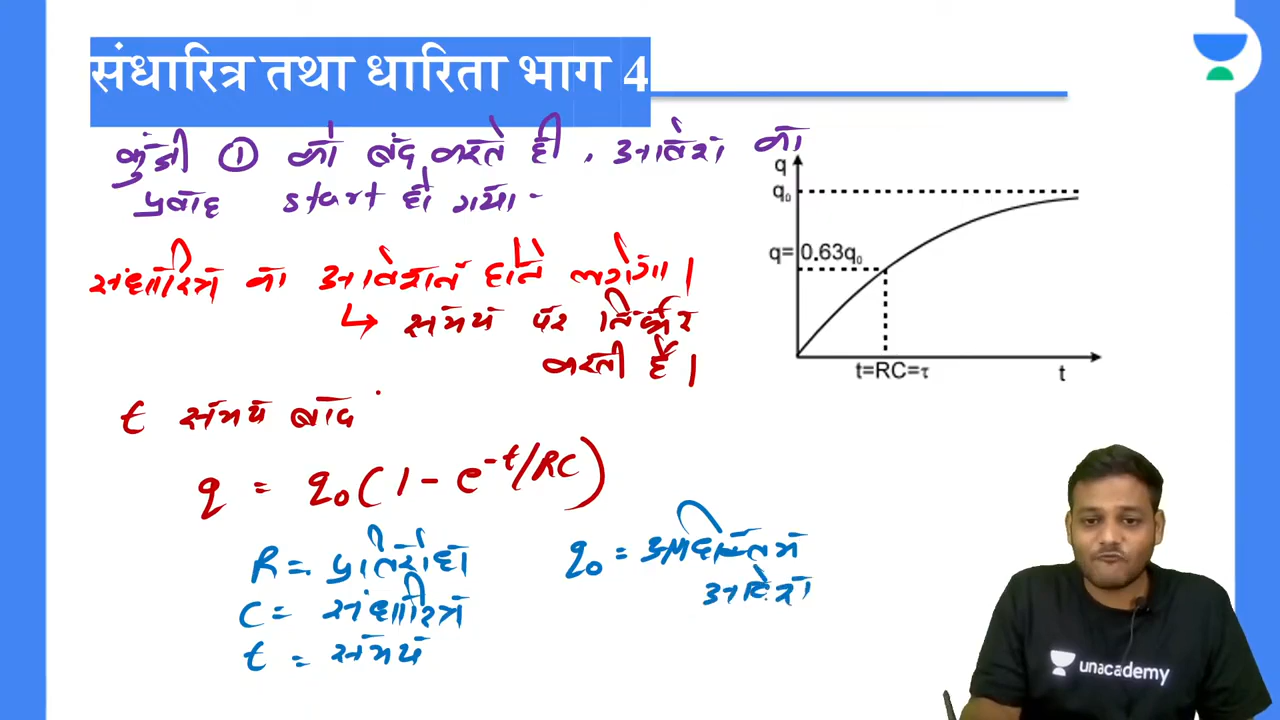 संधारित्र तथा धारिता भाग 4
कुंजी ① को बंद करते ही, आवेश का
प्रवाह start हो गया -
संधारित्र का आवेशन होने लगेगा।
↳ समय पर निर्भर
करती है।
t समय बाद
q = q₀(1 - e^{-t/RC})
R = प्रतिरोध
C = संधारित्र
t = समय
q₀ = अधिकतम
आवेश
q
q₀
q= 0.63q₀
t=RC=τ
t
unacademy